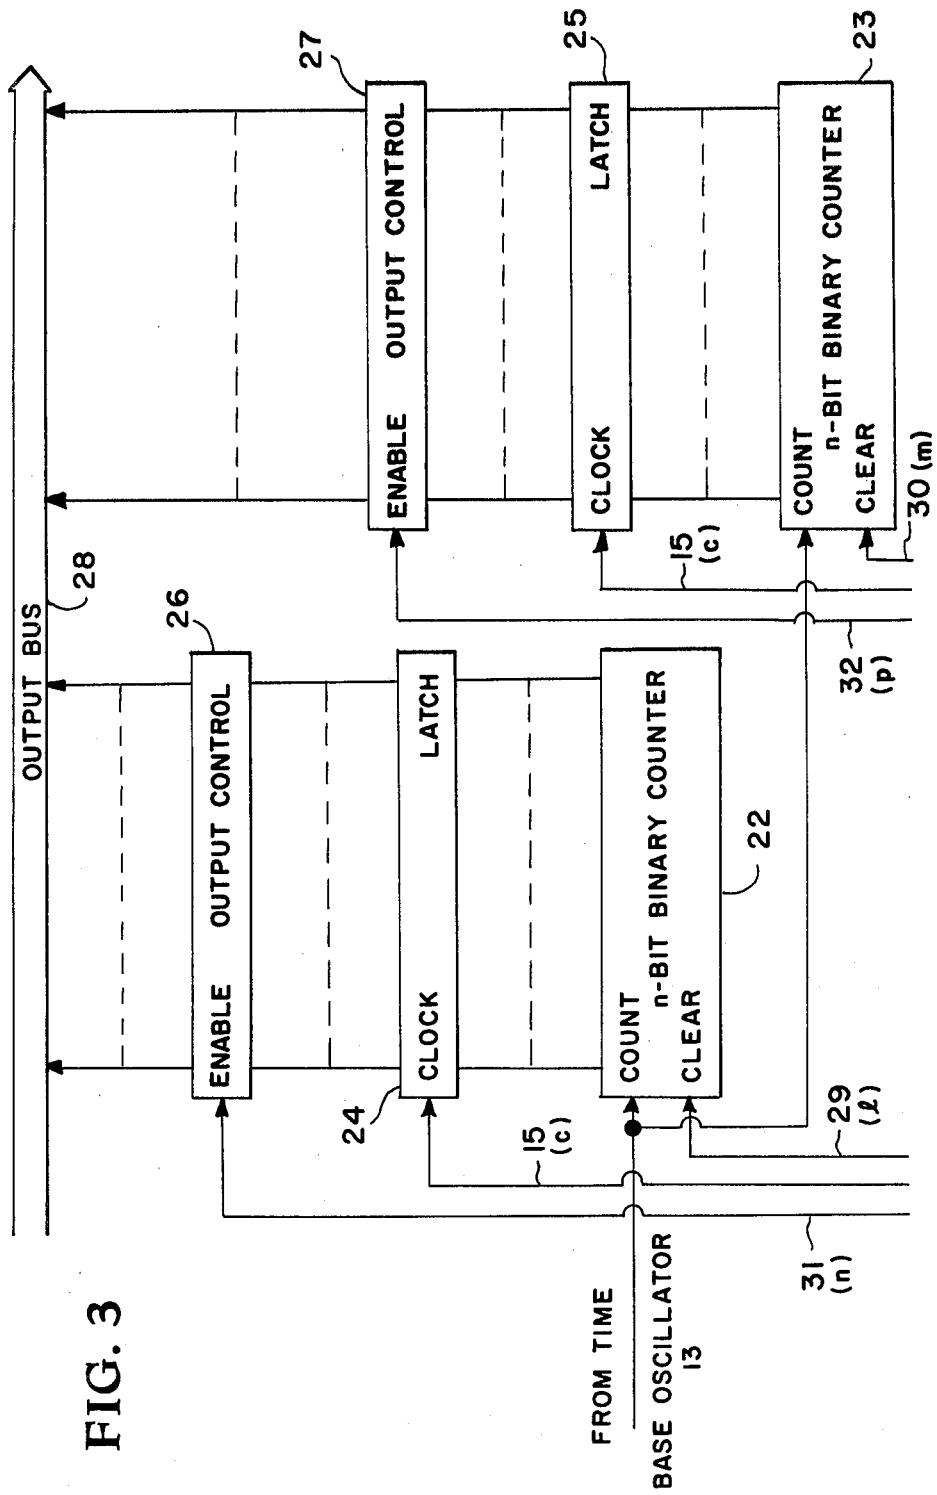 FIG. 3
OUTPUT BUS
28
ENABLE OUTPUT CONTROL
26
ENABLE OUTPUT CONTROL
27
24
CLOCK LATCH
CLOCK LATCH
25
15
(c)
15
(c)
COUNT
n-BIT BINARY COUNTER
CLEAR
22
COUNT
n-BIT BINARY COUNTER
CLEAR
23
FROM TIME
BASE OSCILLATOR
13
31
(n)
29
(l)
32
(p)
30 (m)